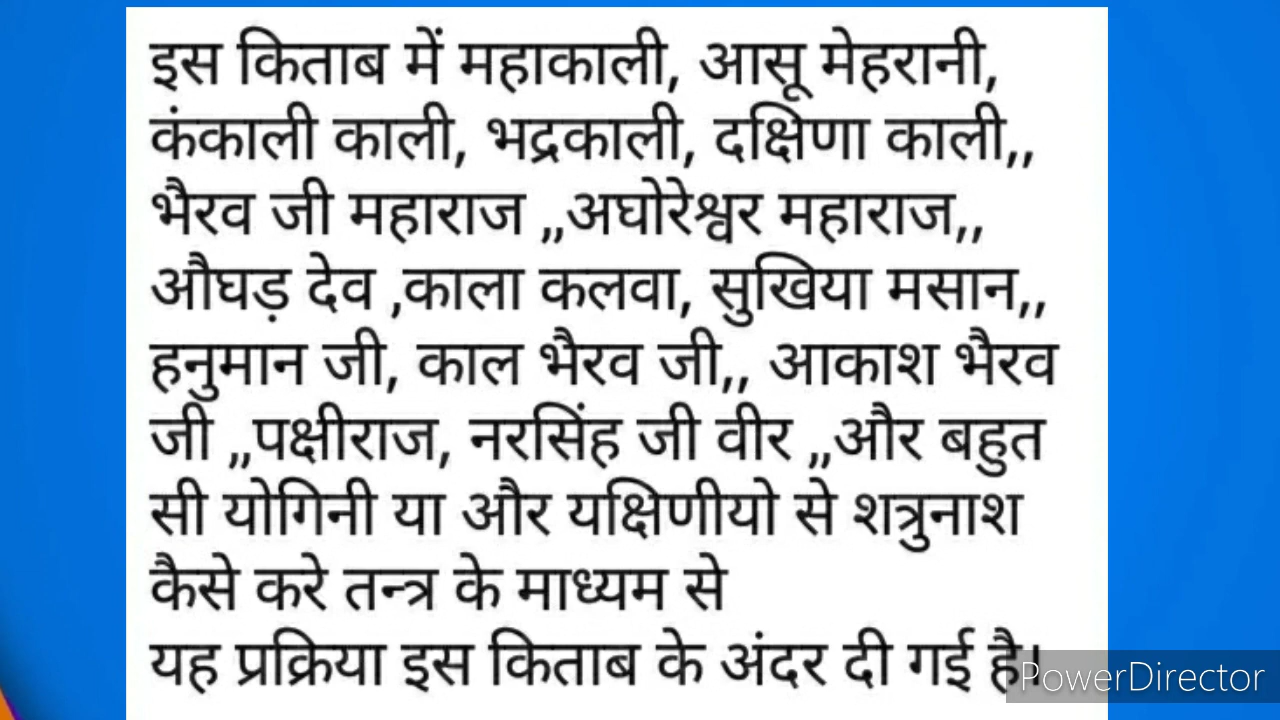 इस किताब में महाकाली, आसू मेहरानी,
कंकाली काली, भद्रकाली, दक्षिणा काली,,
भैरव जी महाराज ,,अघोरेश्वर महाराज,,
औघड़ देव ,काला कलवा, सुखिया मसान,,
हनुमान जी, काल भैरव जी,, आकाश भैरव
जी ,,पक्षीराज, नरसिंह जी वीर ,,और बहुत
सी योगिनी या और यक्षिणीयो से शत्रुनाश
कैसे करे तन्त्र के माध्यम से
यह प्रक्रिया इस किताब के अंदर दी गई है।
PowerDirector